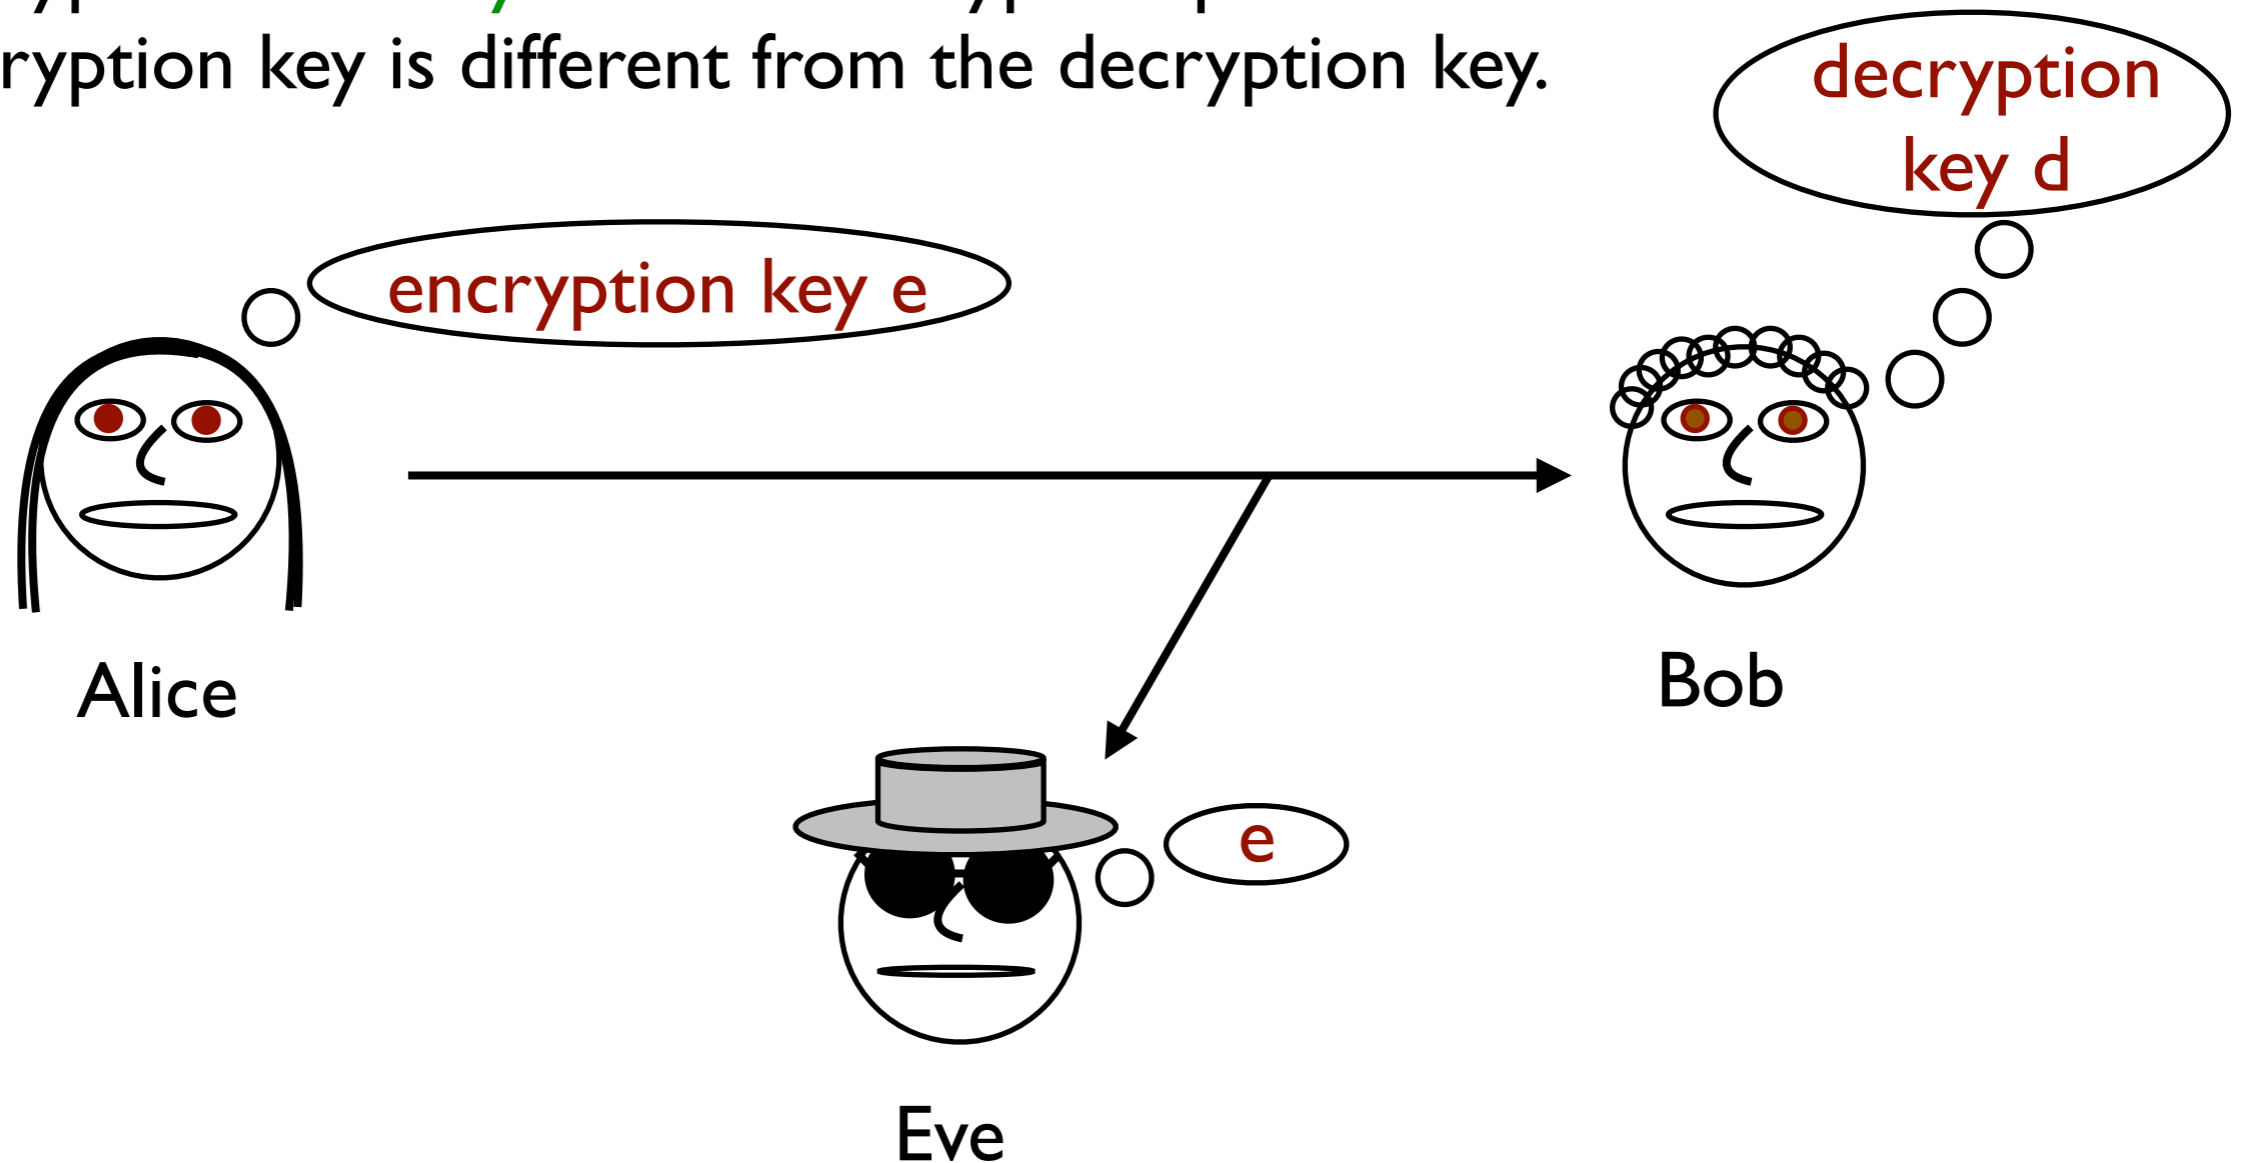 ryption key is different from the decryption key.
decryption
key d
encryption key e
Alice
Bob
e
Eve